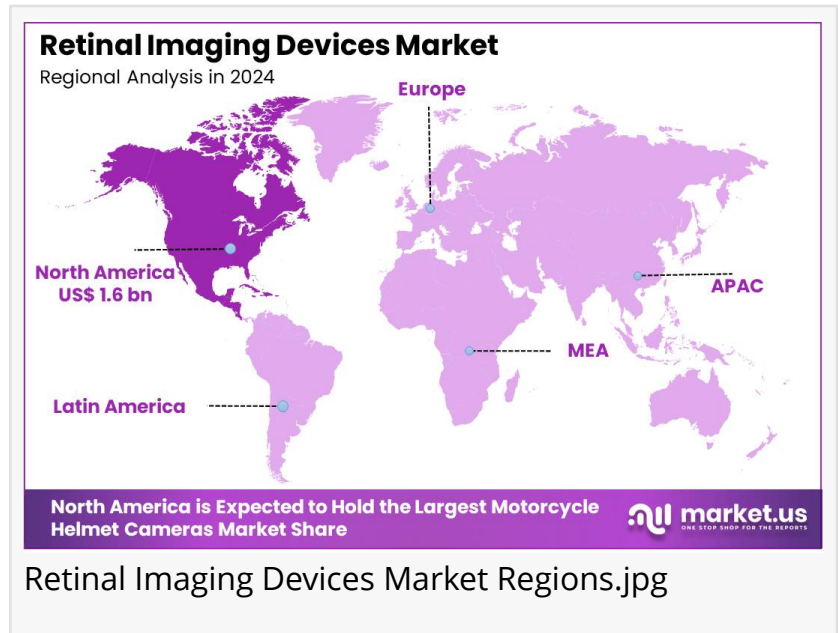 Retinal Imaging Devices Market
Regional Analysis in 2024
Europe
North America
US$ 1.6 bn
APAC
MEA
Latin America
North America is Expected to Hold the Largest Motorcycle
Helmet Cameras Market Share
market.us
ONE STOP SHOP FOR THE REPORTS
Retinal Imaging Devices Market Regions.jpg